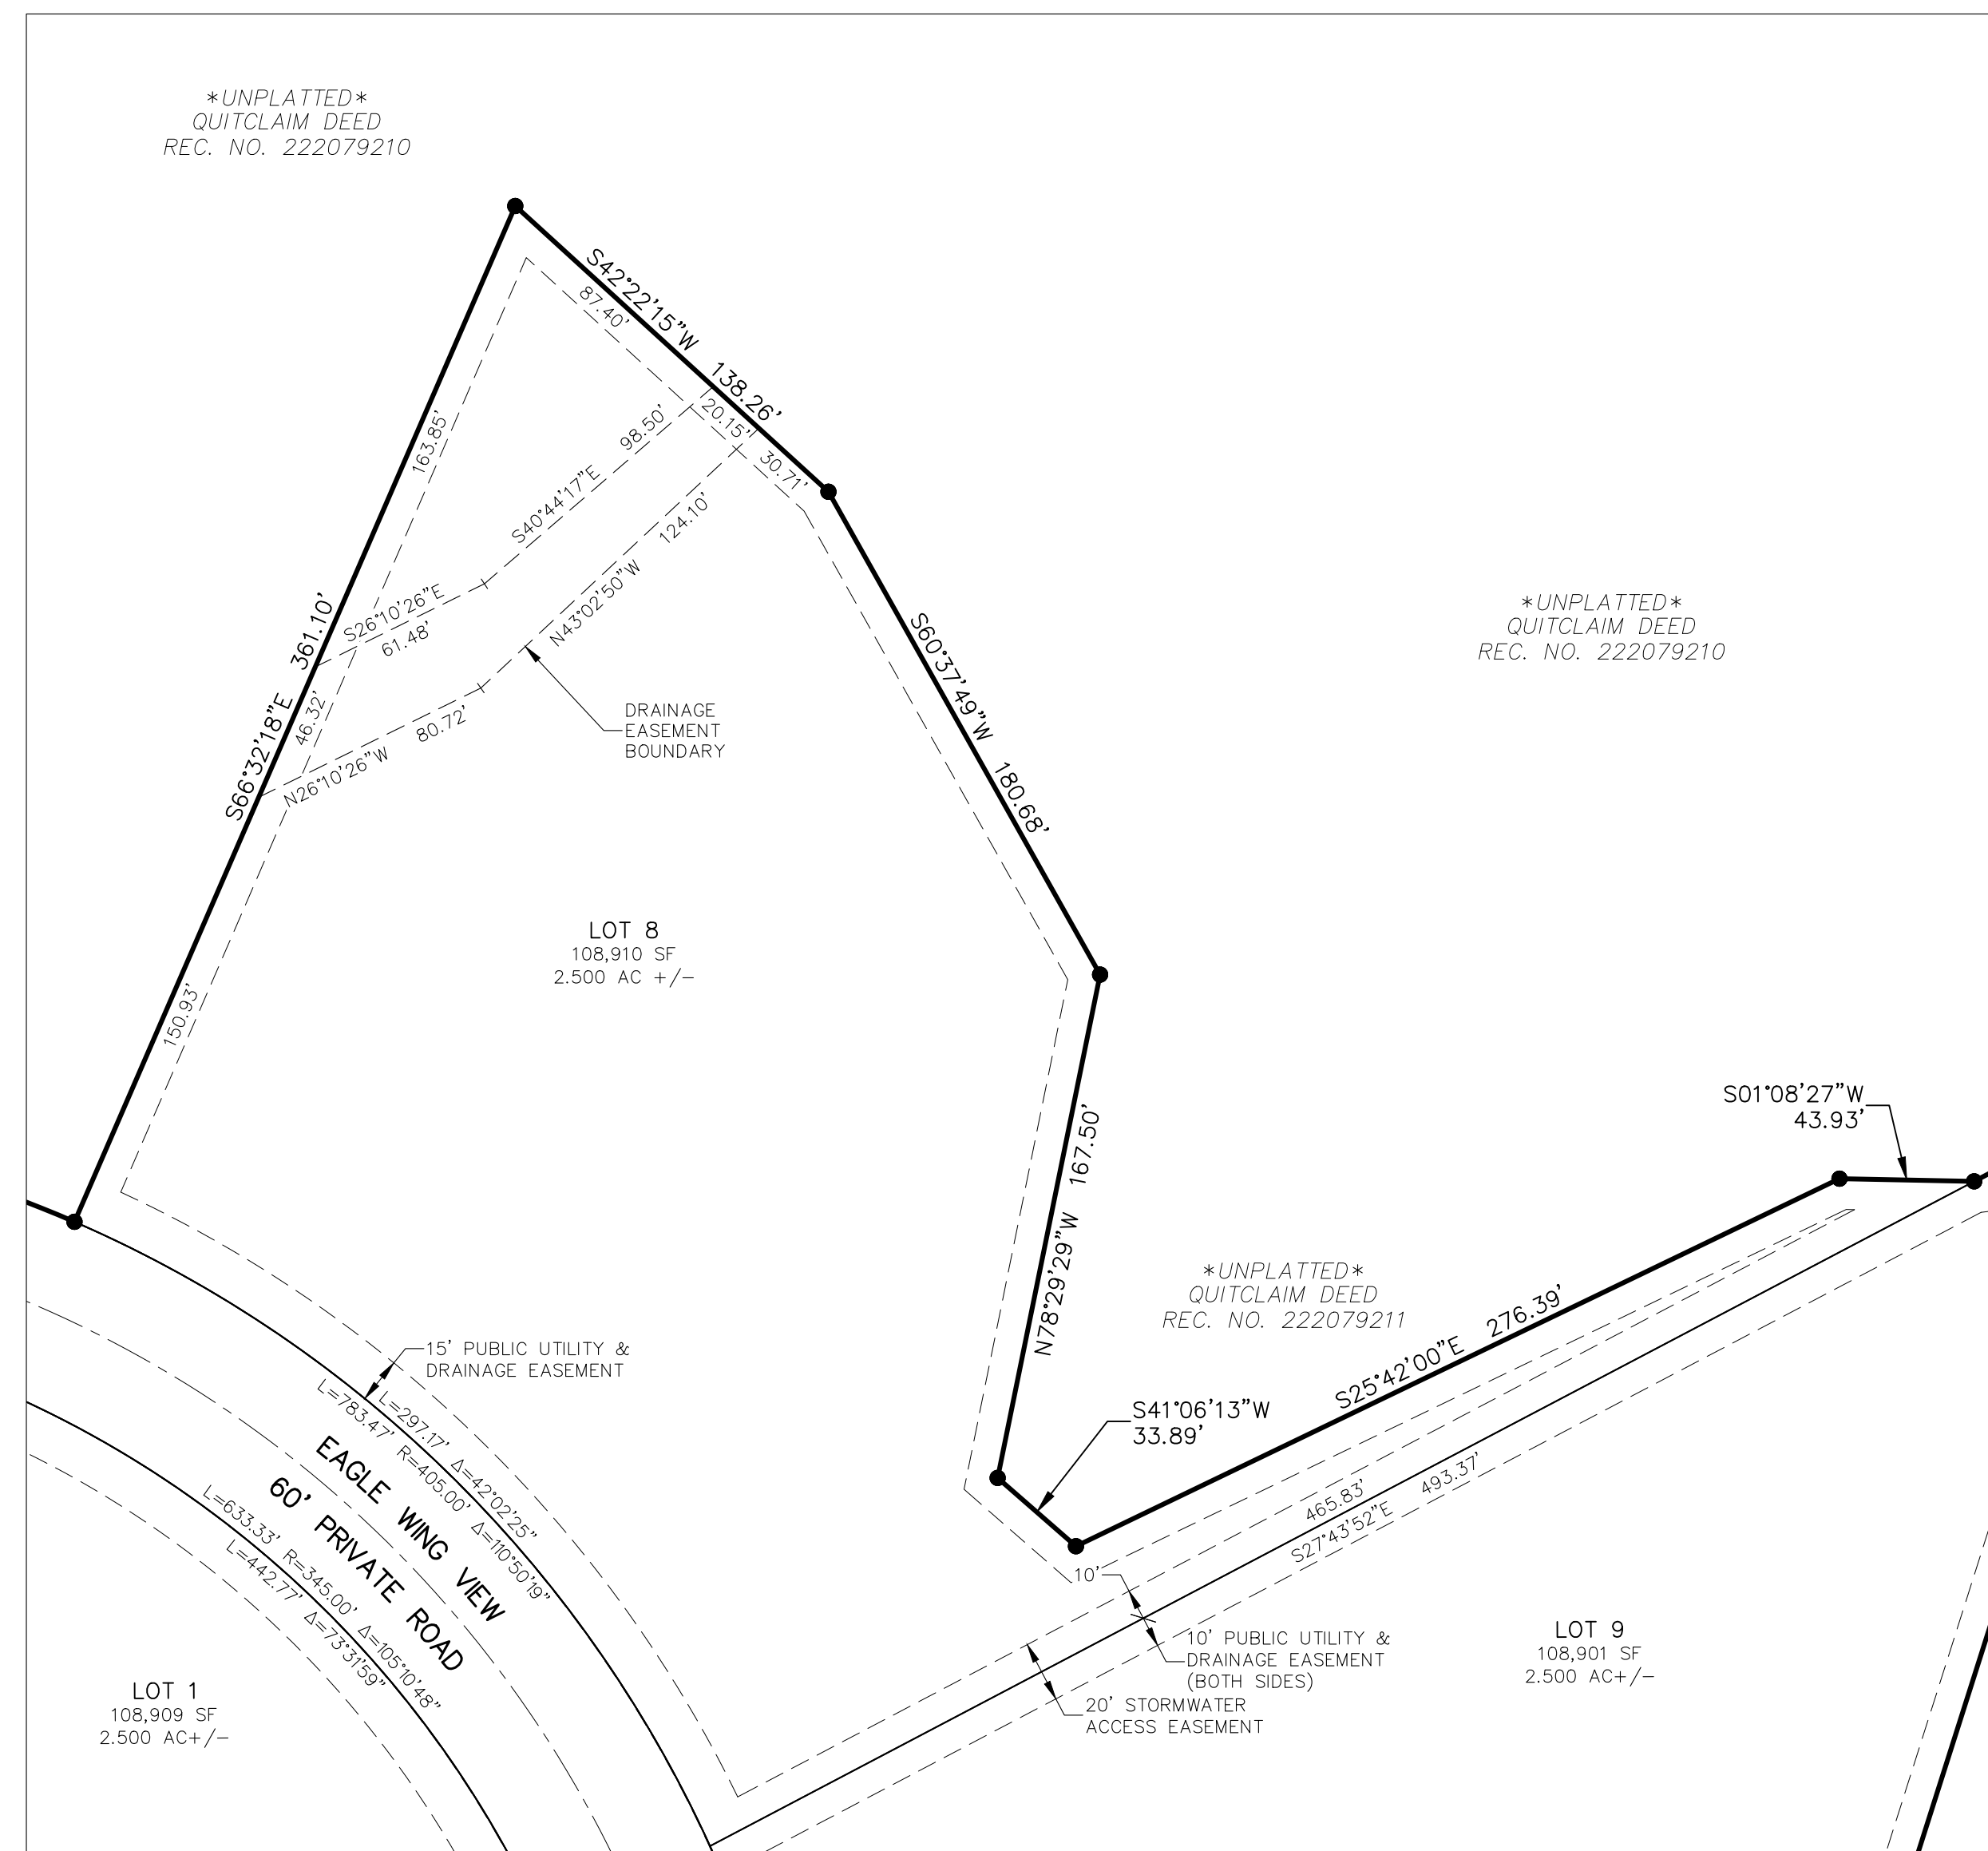 *UNPLATTED*
QUITCLAIM DEED
REC. NO. 222079210
S42°22'15"W 138.26'
87.40'
20.15'
30.71'
163.85'
98.50'
S40°44'17"E
124.10'
N43°02'50"W
S26°10'26"E
61.48'
S66°32'18"E 361.10'
46.32'
N26°10'26"W 80.72'
150.93'
DRAINAGE
EASEMENT
BOUNDARY
S60°37'49"W 180.68'
*UNPLATTED*
QUITCLAIM DEED
REC. NO. 222079210
LOT 8
108,910 SF
2.500 AC +/-
N78°29'29"W 167.50'
S01°08'27"W
43.93'
*UNPLATTED*
QUITCLAIM DEED
REC. NO. 222079211
S25°42'00"E 276.39'
S41°06'13"W
33.89'
15' PUBLIC UTILITY &
DRAINAGE EASEMENT
L=297.17' Δ=42°02'25"
L=783.47' R=405.00' Δ=110°50'19"
EAGLE WING VIEW
60' PRIVATE ROAD
L=633.33' R=345.00' Δ=105°10'48"
L=442.77' Δ=73°31'59"
465.83'
S27°43'52"E 493.37'
10'
10' PUBLIC UTILITY &
DRAINAGE EASEMENT
(BOTH SIDES)
20' STORMWATER
ACCESS EASEMENT
LOT 9
108,901 SF
2.500 AC+/-
LOT 1
108,909 SF
2.500 AC+/-